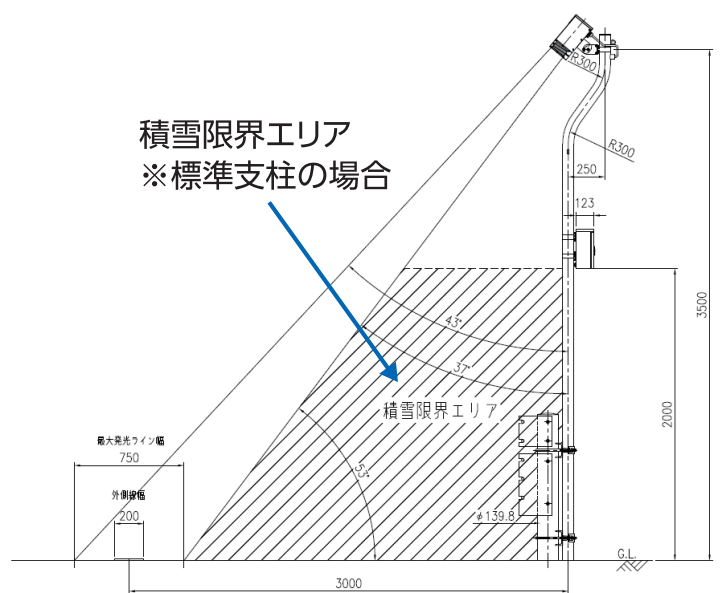 R300
積雪限界エリア
※標準支柱の場合
R300
250
123
3500
43°
37°
2000
積雪限界エリア
最大発光ライン幅
750
53°
外側線幅
200
φ139.8
G.L.
3000